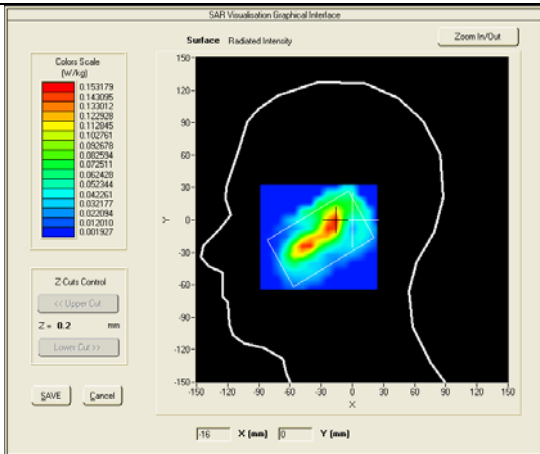 SAR Visualisation Graphical Interface
Surface Radiated Intensity
Zoom In/Out
Colors Scale
(W/kg)
0.153179
0.143095
0.133012
0.122928
0.112845
0.102761
0.092678
0.082594
0.072511
0.062428
0.052344
0.042261
0.032177
0.022094
0.012010
0.001927
150-
120-
90-
60-
30-
0-
-30-
-60-
-90-
-120-
-150-
Y
-150 -120 -90 -60 -30 0 30 60 90 120 150
X
Z Cuts Control
<< Upper Cut
Z = 0.2 mm
Lower Cut >>
SAVE Cancel
-16 X (mm) 0 Y (mm)